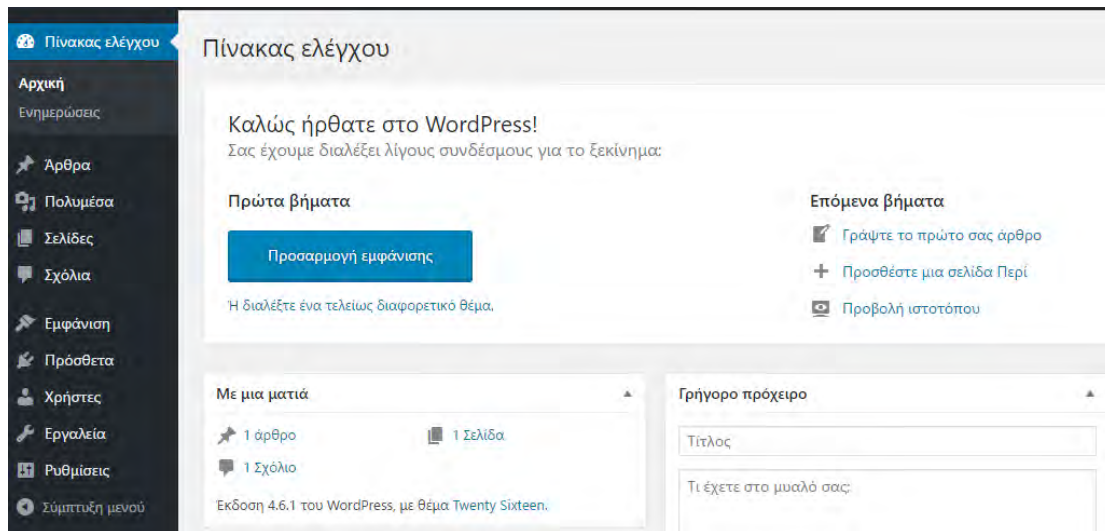 Πίνακας ελέγχου
Αρχική
Ενημερώσεις
Άρθρα
Πολυμέσα
Σελίδες
Σχόλια
Εμφάνιση
Πρόσθετα
Χρήστες
Εργαλεία
Ρυθμίσεις
Σύμπτυξη μενού
Πίνακας ελέγχου
Καλώς ήρθατε στο WordPress!
Σας έχουμε διαλέξει λίγους συνδέσμους για το ξεκίνημα:
Πρώτα βήματα
Προσαρμογή εμφάνισης
Ή διαλέξτε ένα τελείως διαφορετικό θέμα.
Επόμενα βήματα
Γράψτε το πρώτο σας άρθρο
Προσθέστε μια σελίδα Περί
Προβολή ιστοτόπου
Με μια ματιά
1 άρθρο
1 Σελίδα
1 Σχόλιο
Έκδοση 4.6.1 του WordPress, με θέμα Twenty Sixteen.
Γρήγορο πρόχειρο
Τίτλος
Τι έχετε στο μυαλό σας;